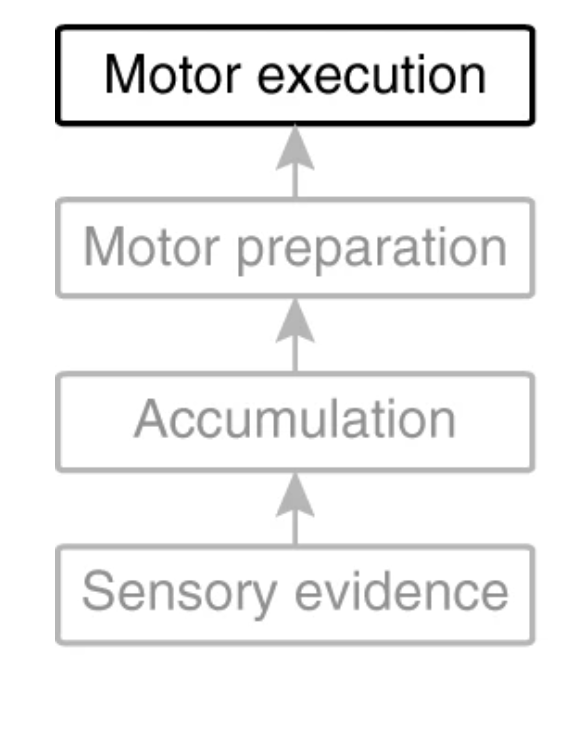 Motor execution
Motor preparation
Accumulation
Sensory evidence